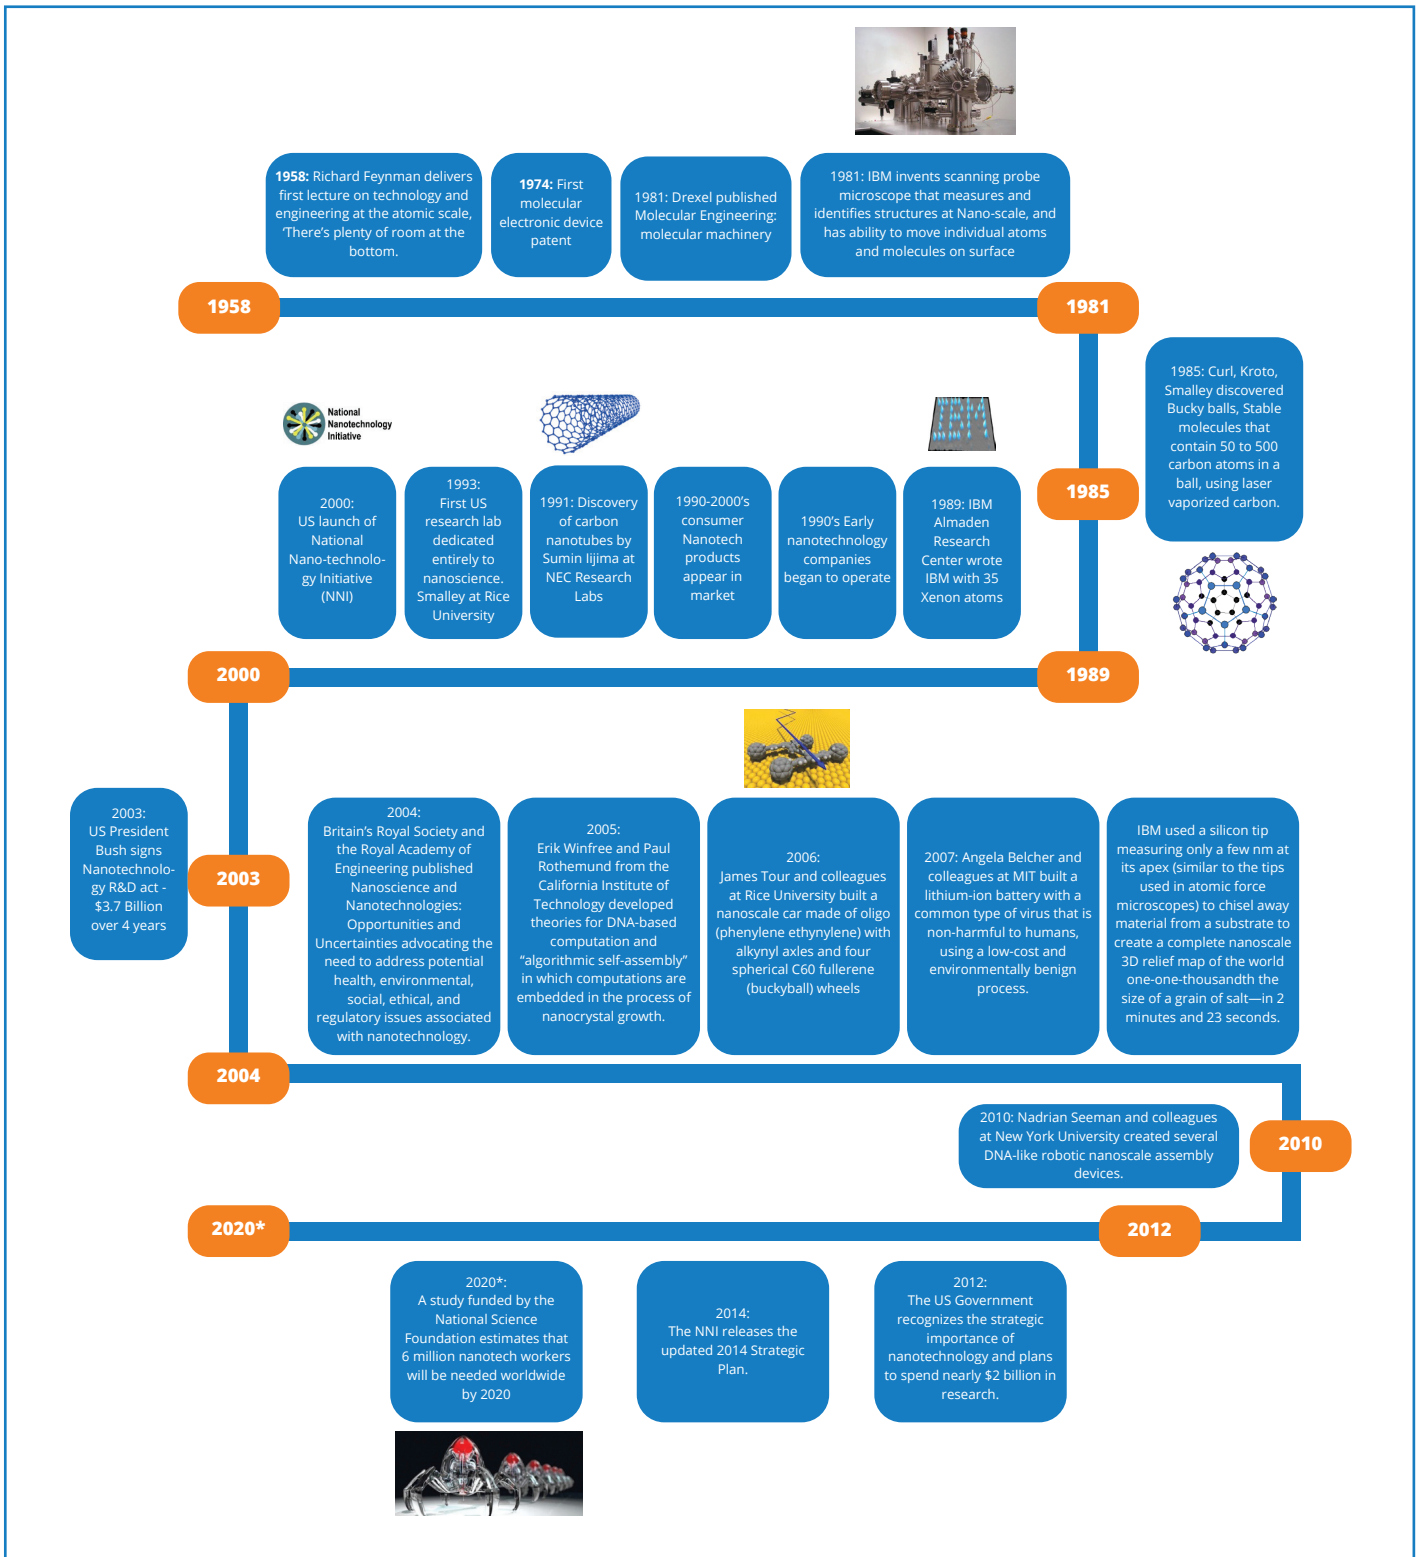 1958: Richard Feynman delivers
first lecture on technology and
engineering at the atomic scale,
‘There’s plenty of room at the
bottom.
1974: First
molecular
electronic device
patent
1981: Drexel published
Molecular Engineering:
molecular machinery
1981: IBM invents scanning probe
microscope that measures and
identifies structures at Nano-scale, and
has ability to move individual atoms
and molecules on surface
1958
1981
1985: Curl, Kroto,
Smalley discovered
Bucky balls, Stable
molecules that
contain 50 to 500
carbon atoms in a
ball, using laser
vaporized carbon.
1985
National
Nanotechnology
Initiative
IBM
2000:
US launch of
National
Nano-technolo-
gy Initiative
(NNI)
1993:
First US
research lab
dedicated
entirely to
nanoscience.
Smalley at Rice
University
1991: Discovery
of carbon
nanotubes by
Sumin Iijima at
NEC Research
Labs
1990-2000’s
consumer
Nanotech
products
appear in
market
1990’s Early
nanotechnology
companies
began to operate
1989: IBM
Almaden
Research
Center wrote
IBM with 35
Xenon atoms
2000
1989
2003:
US President
Bush signs
Nanotechnolo-
gy R&D act -
$3.7 Billion
over 4 years
2003
2004:
Britain’s Royal Society and
the Royal Academy of
Engineering published
Nanoscience and
Nanotechnologies:
Opportunities and
Uncertainties advocating the
need to address potential
health, environmental,
social, ethical, and
regulatory issues associated
with nanotechnology.
2005:
Erik Winfree and Paul
Rothemund from the
California Institute of
Technology developed
theories for DNA-based
computation and
“algorithmic self-assembly”
in which computations are
embedded in the process of
nanocrystal growth.
2006:
James Tour and colleagues
at Rice University built a
nanoscale car made of oligo
(phenylene ethynylene) with
alkynyl axles and four
spherical C60 fullerene
(buckyball) wheels
2007: Angela Belcher and
colleagues at MIT built a
lithium-ion battery with a
common type of virus that is
non-harmful to humans,
using a low-cost and
environmentally benign
process.
IBM used a silicon tip
measuring only a few nm at
its apex (similar to the tips
used in atomic force
microscopes) to chisel away
material from a substrate to
create a complete nanoscale
3D relief map of the world
one-one-thousandth the
size of a grain of salt—in 2
minutes and 23 seconds.
2004
2010: Nadrian Seeman and colleagues
at New York University created several
DNA-like robotic nanoscale assembly
devices.
2010
2020*
2012
2020*:
A study funded by the
National Science
Foundation estimates that
6 million nanotech workers
will be needed worldwide
by 2020
2014:
The NNI releases the
updated 2014 Strategic
Plan.
2012:
The US Government
recognizes the strategic
importance of
nanotechnology and plans
to spend nearly $2 billion in
research.